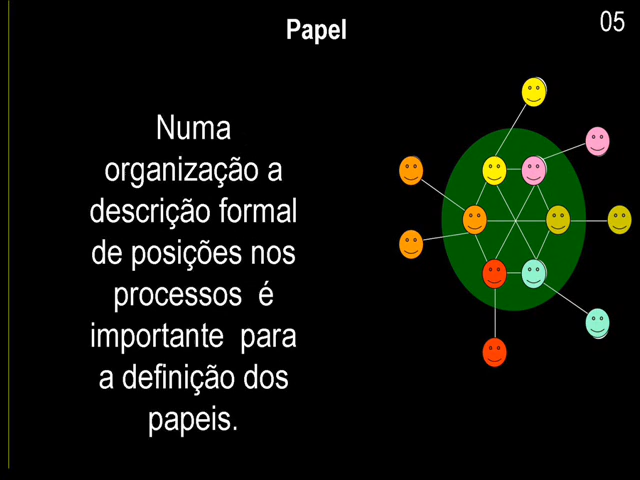 Papel
05
Numa
organização a
descrição formal
de posições nos
processos é
importante para
a definição dos
papeis.